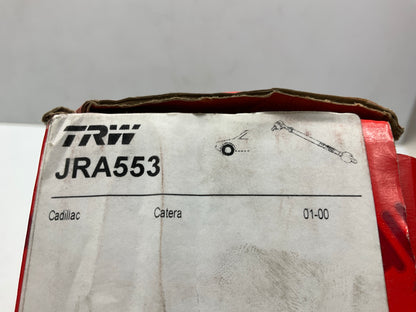 TRW
JRA553
Cadillac Catera 01-00